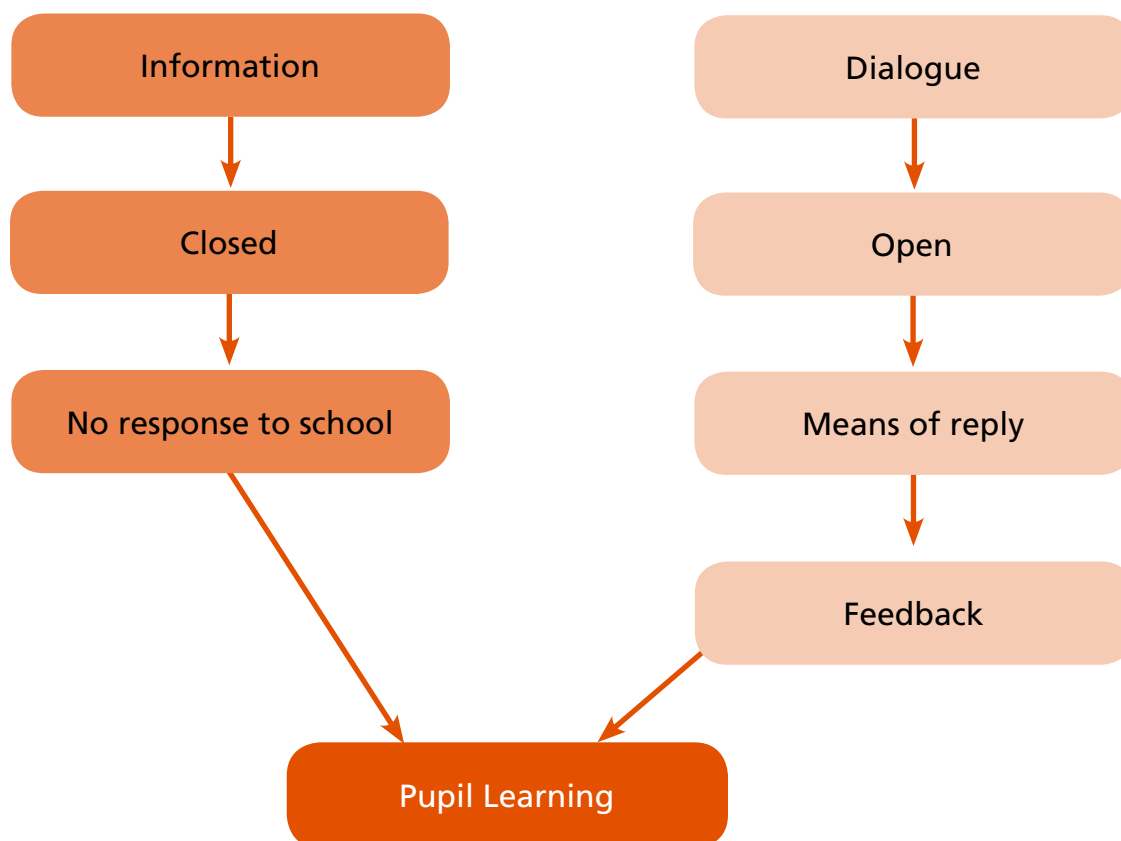 Information
Dialogue
Closed
Open
No response to school
Means of reply
Feedback
Pupil Learning